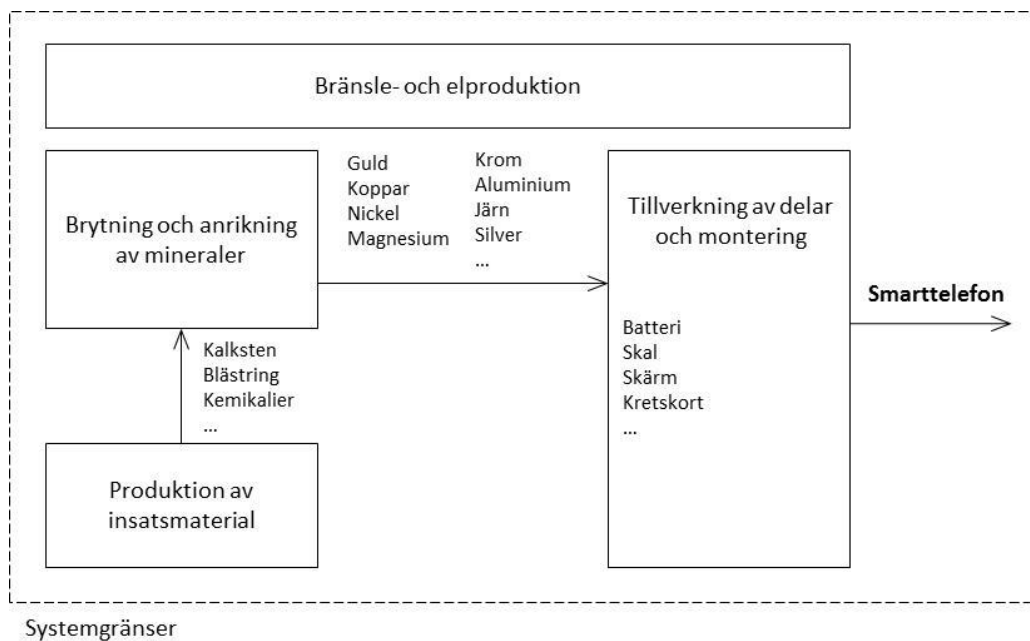 Bränsle- och elproduktion
Brytning och anrikning
av mineraler
Guld
Koppar
Nickel
Magnesium
Krom
Aluminium
Järn
Silver
...
Tillverkning av delar
och montering
Batteri
Skal
Skärm
Kretskort
...
Smarttelefon
Kalksten
Blästring
Kemikalier
...
Produktion av
insatsmaterial
Systemgränser